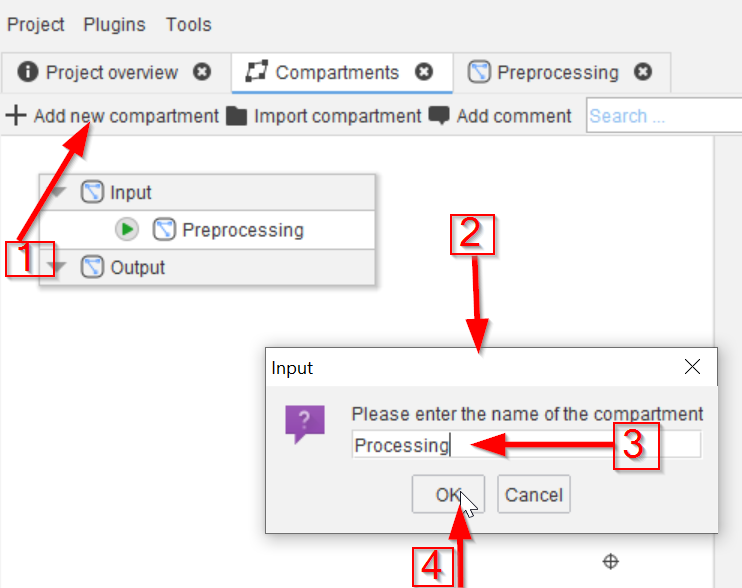 Project Plugins Tools
Project overview Compartments Preprocessing
Add new compartment Import compartment Add comment Search ...
Input
Preprocessing
1
Output
2
Input
Please enter the name of the compartment
Processing
3
OK Cancel
4